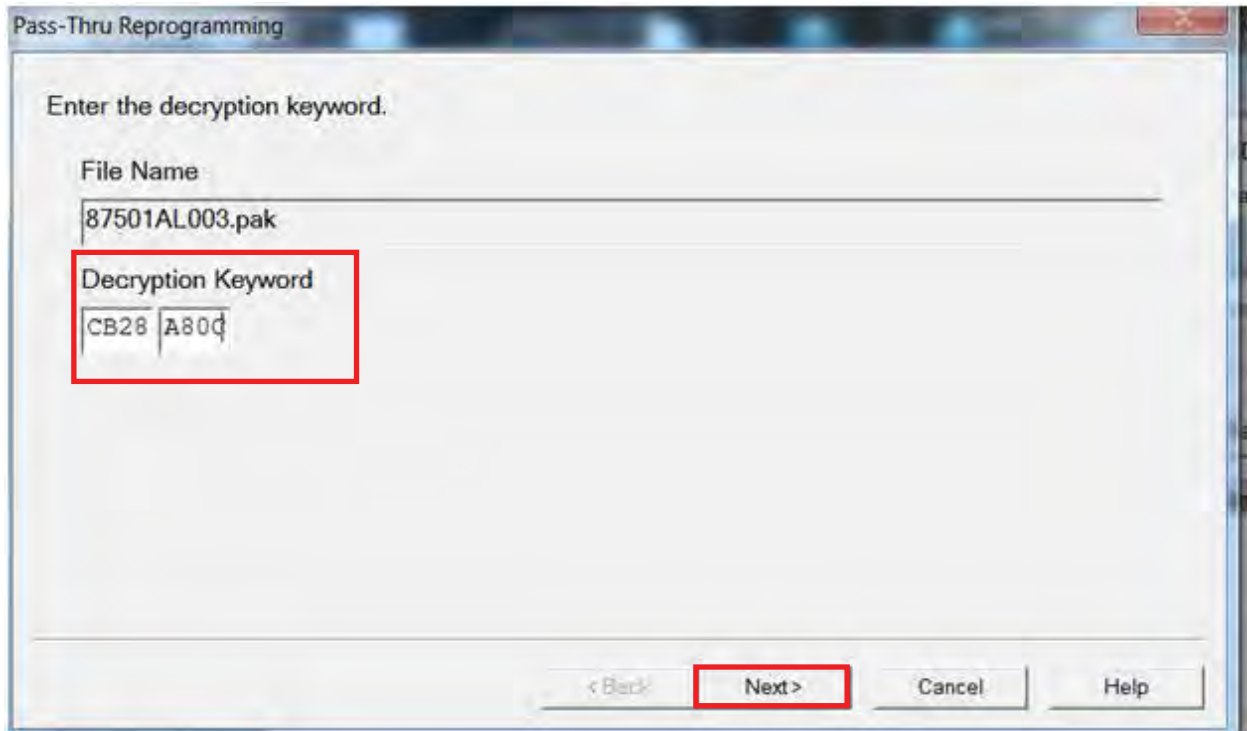 Pass-Thru Reprogramming
Enter the decryption keyword.
File Name
87501AL003.pak
Decryption Keyword
CB28 A80C
< Back Next > Cancel Help